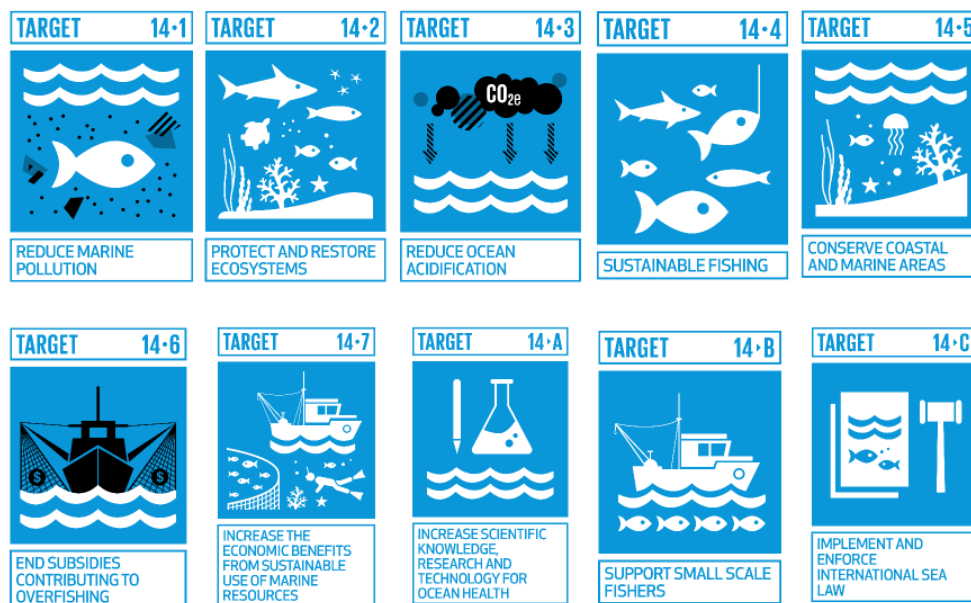 TARGET 14·1
TARGET 14·2
TARGET 14·3
TARGET 14·4
TARGET 14·5
CO2e
REDUCE MARINE
POLLUTION
PROTECT AND RESTORE
ECOSYSTEMS
REDUCE OCEAN
ACIDIFICATION
SUSTAINABLE FISHING
CONSERVE COASTAL
AND MARINE AREAS
TARGET 14·6
TARGET 14·7
TARGET 14·A
TARGET 14·B
TARGET 14·C
$ $
END SUBSIDIES
CONTRIBUTING TO
OVERFISHING
INCREASE THE
ECONOMIC BENEFITS
FROM SUSTAINABLE
USE OF MARINE
RESOURCES
INCREASE SCIENTIFIC
KNOWLEDGE,
RESEARCH AND
TECHNOLOGY FOR
OCEAN HEALTH
SUPPORT SMALL SCALE
FISHERS
IMPLEMENT AND
ENFORCE
INTERNATIONAL SEA
LAW